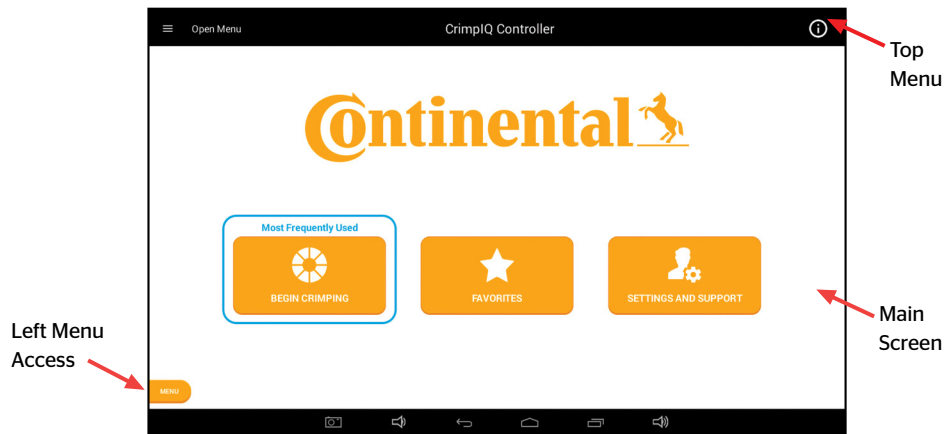 Open Menu
CrimpIQ Controller
Top
Menu
Continental
Most Frequently Used
BEGIN CRIMPING
FAVORITES
SETTINGS AND SUPPORT
Main
Screen
Left Menu
Access
MENU